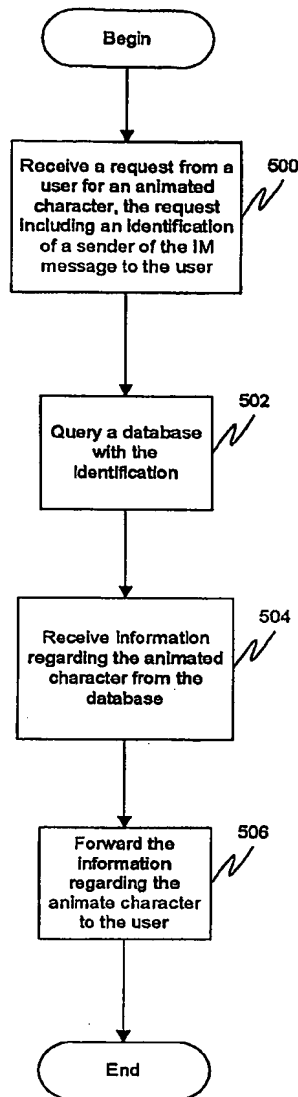 Begin
Receive a request from a
user for an animated
character, the request
including an identification
of a sender of the IM
message to the user
500
502
Query a database
with the
identification
504
Receive information
regarding the animated
character from the
database
506
Forward the
information
regarding the
animate character
to the user
End